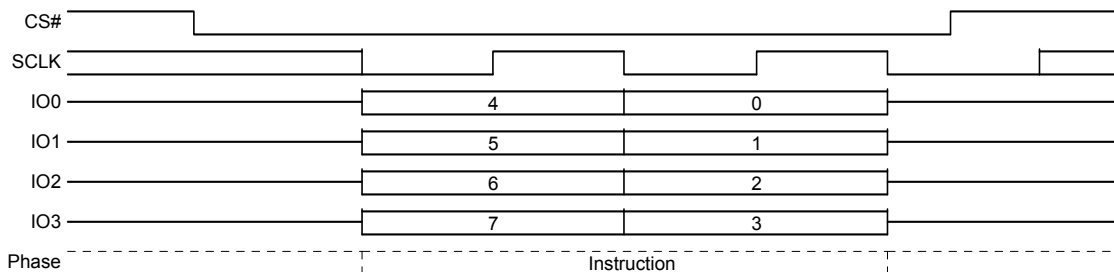 CS#
SCLK
IO0 4 0
IO1 5 1
IO2 6 2
IO3 7 3
Phase Instruction